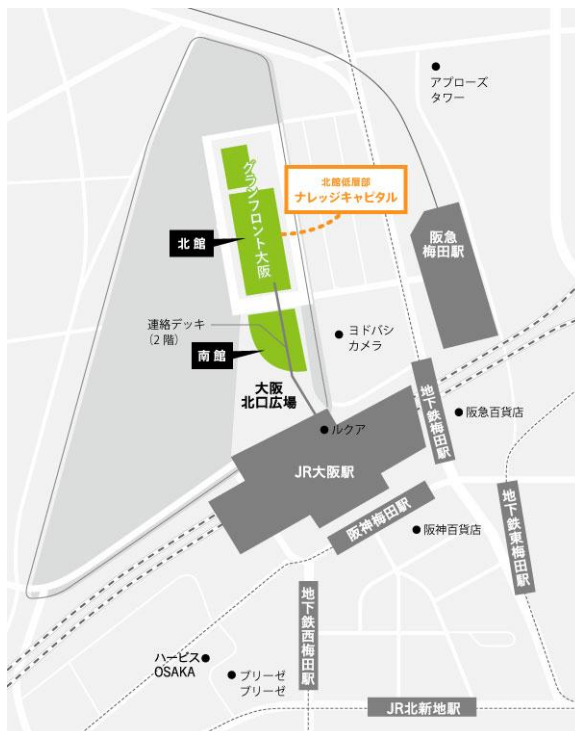 アプローズ
タワー
グランフロント大阪
北館低層部
ナレッジキャピタル
阪急
梅田駅
北館
連絡デッキ
(2 階)
ヨドバシ
カメラ
南館
大阪
北口広場
地下鉄梅田駅
阪急百貨店
ルクア
JR大阪駅
阪神梅田駅
地下鉄東梅田駅
阪神百貨店
地下鉄西梅田駅
ハービス
OSAKA
ブリーゼ
ブリーゼ
JR北新地駅